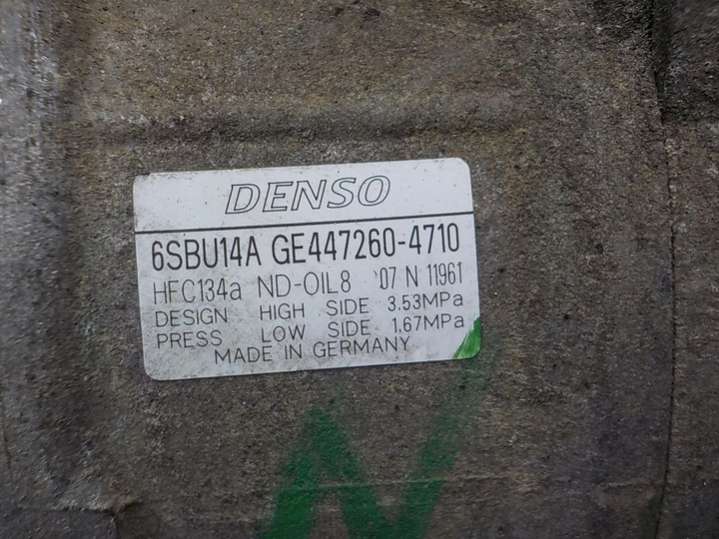 DENSO
6SBU14A GE447260-4710
HFC134a ND-OIL8 '07 N 11961
DESIGN HIGH SIDE 3.53MPa
PRESS LOW SIDE 1.67MPa
MADE IN GERMANY
N